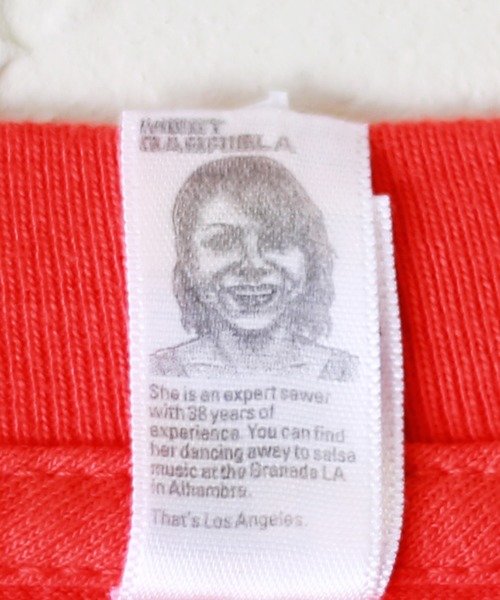 MEET
GABRIELA
She is an expert sewer
with 38 years of
experience. You can find
her dancing away to salsa
music at the Granada LA
in Alhambra.
That's Los Angeles.